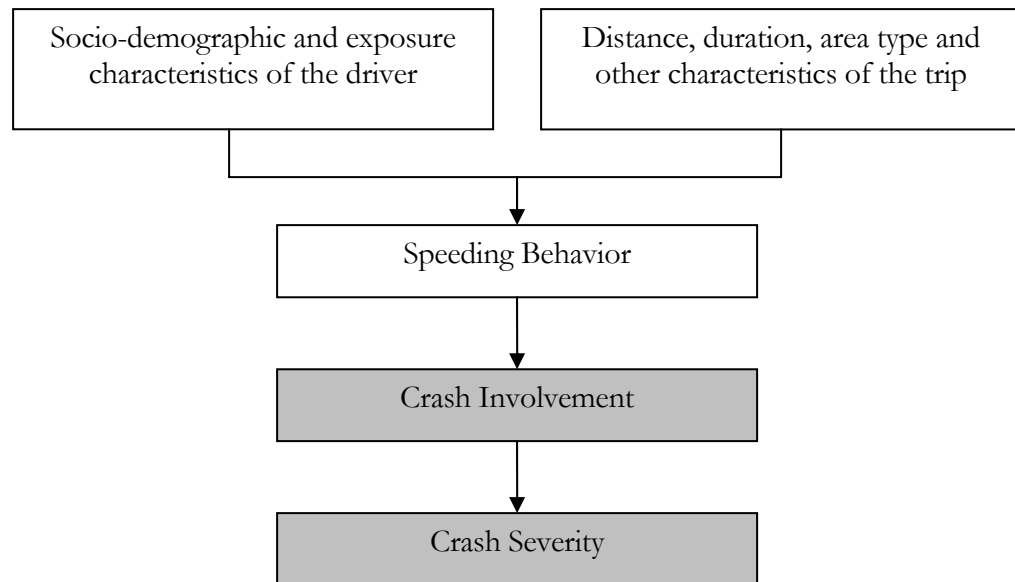 Socio-demographic and exposure
characteristics of the driver
Distance, duration, area type and
other characteristics of the trip
Speeding Behavior
Crash Involvement
Crash Severity